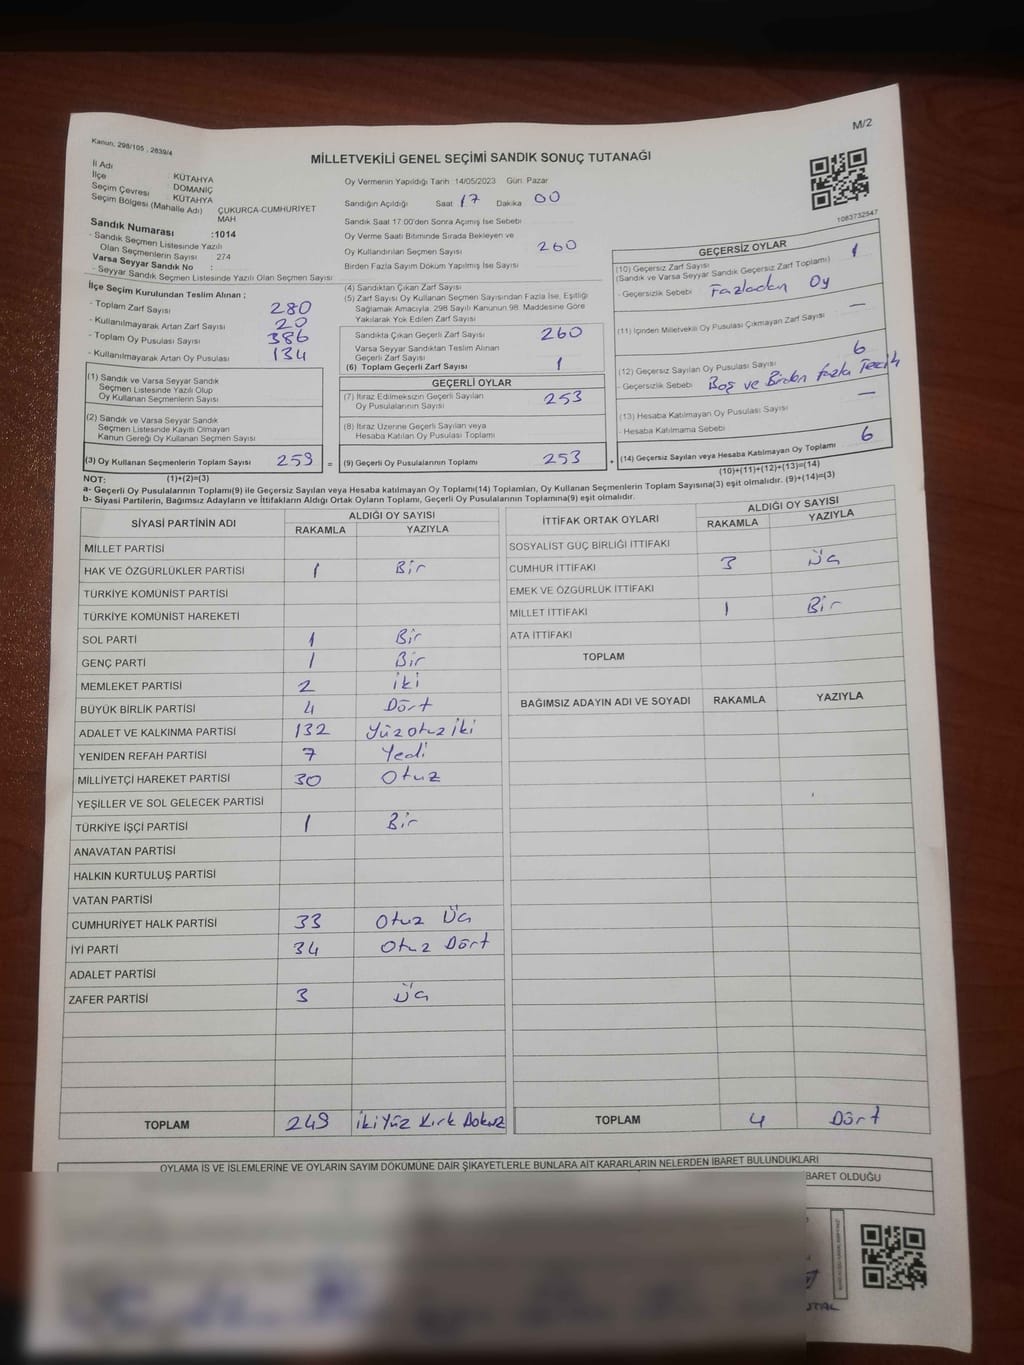 M/2
Kanun, 298/105 , 2839/4
MİLLETVEKİLİ GENEL SEÇİMİ SANDIK SONUÇ TUTANAĞI
İl Adı : KÜTAHYA
İlçe : DOMANİÇ
Seçim Çevresi : KÜTAHYA
Seçim Bölgesi (Mahalle Adı) ÇUKURCA-CUMHURİYET
MAH
Sandık Numarası :1014
- Sandık Seçmen Listesinde Yazılı
Olan Seçmenlerin Sayısı 274
Varsa Seyyar Sandık No :
- Seyyar Sandık Seçmen Listesinde Yazılı Olan Seçmen Sayısı :
İlçe Seçim Kurulundan Teslim Alınan ;
- Toplam Zarf Sayısı 280
- Kullanılmayarak Artan Zarf Sayısı 20
- Toplam Oy Pusulası Sayısı 386
- Kullanılmayarak Artan Oy Pusulası 134
(1) Sandık ve Varsa Seyyar Sandık
Seçmen Listesinde Yazılı Olup
Oy Kullanan Seçmenlerin Sayısı
(2) Sandık ve Varsa Seyyar Sandık
Seçmen Listesinde Kayıtlı Olmayan
Kanun Gereği Oy Kullanan Seçmen Sayısı
(3) Oy Kullanan Seçmenlerin Toplam Sayısı 259 =
(1)+(2)=(3)
Oy Vermenin Yapıldığı Tarih :14/05/2023 Gün: Pazar
Sandığın Açıldığı Saat 17 Dakika 00
Sandık Saat 17:00'den Sonra Açılmış İse Sebebi
Oy Verme Saati Bitiminde Sırada Bekleyen ve
Oy Kullandırılan Seçmen Sayısı 260
Birden Fazla Sayım Döküm Yapılmış İse Sayısı
(4) Sandıktan Çıkan Zarf Sayısı
(5) Zarf Sayısı Oy Kullanan Seçmen Sayısından Fazla İse, Eşitliği
Sağlamak Amacıyla, 298 Sayılı Kanunun 98. Maddesine Göre
Yakılarak Yok Edilen Zarf Sayısı
Sandıkta Çıkan Geçerli Zarf Sayısı 260
Varsa Seyyar Sandıktan Teslim Alınan
Geçerli Zarf Sayısı
(6) Toplam Geçerli Zarf Sayısı 1
GEÇERLİ OYLAR
(7) İtiraz Edilmeksizin Geçerli Sayılan
Oy Pusulalarının Sayısı 253
(8) İtiraz Üzerine Geçerli Sayılan veya
Hesaba Katılan Oy Pusulası Toplamı
(9) Geçerli Oy Pusulalarının Toplamı 253 +
1083732547
GEÇERSİZ OYLAR
(10) Geçersiz Zarf Sayısı 1
(Sandık ve Varsa Seyyar Sandık Geçersiz Zarf Toplamı)
- Geçersizlik Sebebi Fazladan Oy
(11) İçinden Milletvekili Oy Pusulası Çıkmayan Zarf Sayısı —
(12) Geçersiz Sayılan Oy Pusulası Sayısı 6
- Geçersizlik Sebebi Boş ve Birden fazla Tercih
(13) Hesaba Katılmayan Oy Pusulası Sayısı —
- Hesaba Katılmama Sebebi
(14) Geçersiz Sayılan veya Hesaba Katılmayan Oy Toplamı 6
(10)+(11)+(12)+(13)=(14)
NOT:
a- Geçerli Oy Pusulalarının Toplamı(9) ile Geçersiz Sayılan veya Hesaba katılmayan Oy Toplamı(14) Toplamları, Oy Kullanan Seçmenlerin Toplam Sayısına(3) eşit olmalıdır. (9)+(14)=(3)
b- Siyasi Partilerin, Bağımsız Adayların ve İttifakların Aldığı Ortak Oyların Toplamı, Geçerli Oy Pusulalarının Toplamına(9) eşit olmalıdır.
SİYASİ PARTİNİN ADI ALDIĞI OY SAYISI
RAKAMLA YAZIYLA
MİLLET PARTİSİ
HAK VE ÖZGÜRLÜKLER PARTİSİ 1 Bir
TÜRKİYE KOMÜNİST PARTİSİ
TÜRKİYE KOMÜNİST HAREKETİ
SOL PARTİ 1 Bir
GENÇ PARTİ 1 Bir
MEMLEKET PARTİSİ 2 iki
BÜYÜK BİRLİK PARTİSİ 4 Dört
ADALET VE KALKINMA PARTİSİ 132 Yüzotuziki
YENİDEN REFAH PARTİSİ 7 Yedi
MİLLİYETÇİ HAREKET PARTİSİ 30 Otuz
YEŞİLLER VE SOL GELECEK PARTİSİ
TÜRKİYE İŞÇİ PARTİSİ 1 Bir
ANAVATAN PARTİSİ
HALKIN KURTULUŞ PARTİSİ
VATAN PARTİSİ
CUMHURİYET HALK PARTİSİ 33 Otuz Üç
İYİ PARTİ 34 Otuz Dört
ADALET PARTİSİ
ZAFER PARTİSİ 3 Üç
TOPLAM 249 İkiYüz Kırk Dokuz
İTTİFAK ORTAK OYLARI ALDIĞI OY SAYISI
RAKAMLA YAZIYLA
SOSYALİST GÜÇ BİRLİĞİ İTTİFAKI
CUMHUR İTTİFAKI 3 Üç
EMEK VE ÖZGÜRLÜK İTTİFAKI
MİLLET İTTİFAKI 1 Bir
ATA İTTİFAKI
TOPLAM
BAĞIMSIZ ADAYIN ADI VE SOYADI RAKAMLA YAZIYLA
TOPLAM 4 Dört
OYLAMA İŞ VE İŞLEMLERİNE VE OYLARIN SAYIM DÖKÜMÜNE DAİR ŞİKAYETLERLE BUNLARA AİT KARARLARIN NELERDEN İBARET BULUNDUKLARI
BARET OLDUĞU